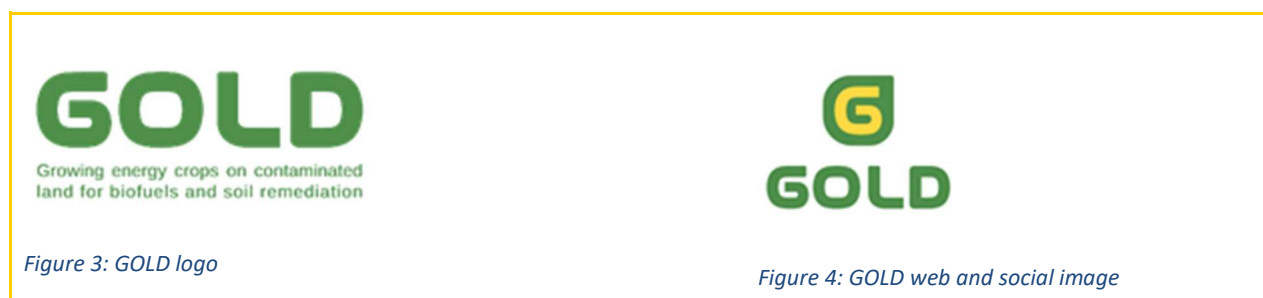 GOLD
Growing energy crops on contaminated
land for biofuels and soil remediation
Figure 3: GOLD logo
G
GOLD
Figure 4: GOLD web and social image